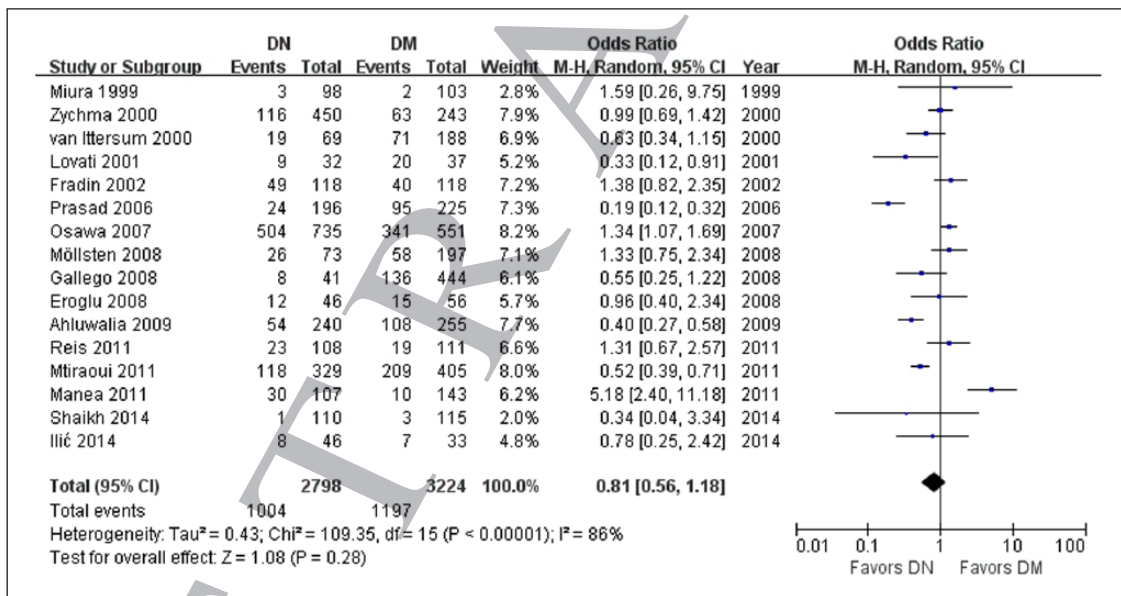 DN DM Odds Ratio Odds Ratio
Study or Subgroup Events Total Events Total Weight M-H, Random, 95% CI Year M-H, Random, 95% CI
Miura 1999 3 98 2 103 2.8% 1.59 [0.26, 9.75] 1999
Zychma 2000 116 450 63 243 7.9% 0.99 [0.69, 1.42] 2000
van Ittersum 2000 19 69 71 188 6.9% 0.63 [0.34, 1.15] 2000
Lovati 2001 9 32 20 37 5.2% 0.33 [0.12, 0.91] 2001
Fradin 2002 49 118 40 118 7.2% 1.38 [0.82, 2.35] 2002
Prasad 2006 24 196 95 225 7.3% 0.19 [0.12, 0.32] 2006
Osawa 2007 504 735 341 551 8.2% 1.34 [1.07, 1.69] 2007
Möllsten 2008 26 73 58 197 7.1% 1.33 [0.75, 2.34] 2008
Gallego 2008 8 41 136 444 6.1% 0.55 [0.25, 1.22] 2008
Eroglu 2008 12 46 15 56 5.7% 0.96 [0.40, 2.34] 2008
Ahluwalia 2009 54 240 108 255 7.7% 0.40 [0.27, 0.58] 2009
Reis 2011 23 108 19 111 6.6% 1.31 [0.67, 2.57] 2011
Mtiraoui 2011 118 329 209 405 8.0% 0.52 [0.39, 0.71] 2011
Manea 2011 30 107 10 143 6.2% 5.18 [2.40, 11.18] 2011
Shaikh 2014 1 110 3 115 2.0% 0.34 [0.04, 3.34] 2014
Ilić 2014 8 46 7 33 4.8% 0.78 [0.25, 2.42] 2014
Total (95% CI) 2798 3224 100.0% 0.81 [0.56, 1.18]
Total events 1004 1197
Heterogeneity: Tau² = 0.43; Chi² = 109.35, df = 15 (P < 0.00001); I² = 86%
Test for overall effect: Z = 1.08 (P = 0.28)
0.01 0.1 1 10 100
Favors DN Favors DM